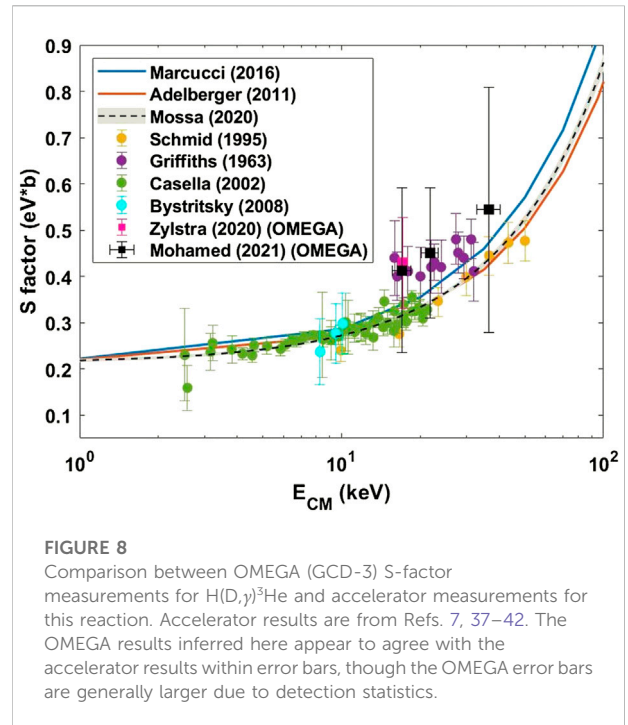 0.9
0.8
0.7
0.6
0.5
0.4
0.3
0.2
0.1
S factor (eV*b)
Marcucci (2016)
Adelberger (2011)
Mossa (2020)
Schmid (1995)
Griffiths (1963)
Casella (2002)
Bystritsky (2008)
Zylstra (2020) (OMEGA)
Mohamed (2021) (OMEGA)
10⁰ 10¹ 10²
E_CM (keV)
FIGURE 8
Comparison between OMEGA (GCD-3) S-factor
measurements for H(D,γ)³He and accelerator measurements for
this reaction. Accelerator results are from Refs. 7, 37–42. The
OMEGA results inferred here appear to agree with the
accelerator results within error bars, though the OMEGA error bars
are generally larger due to detection statistics.